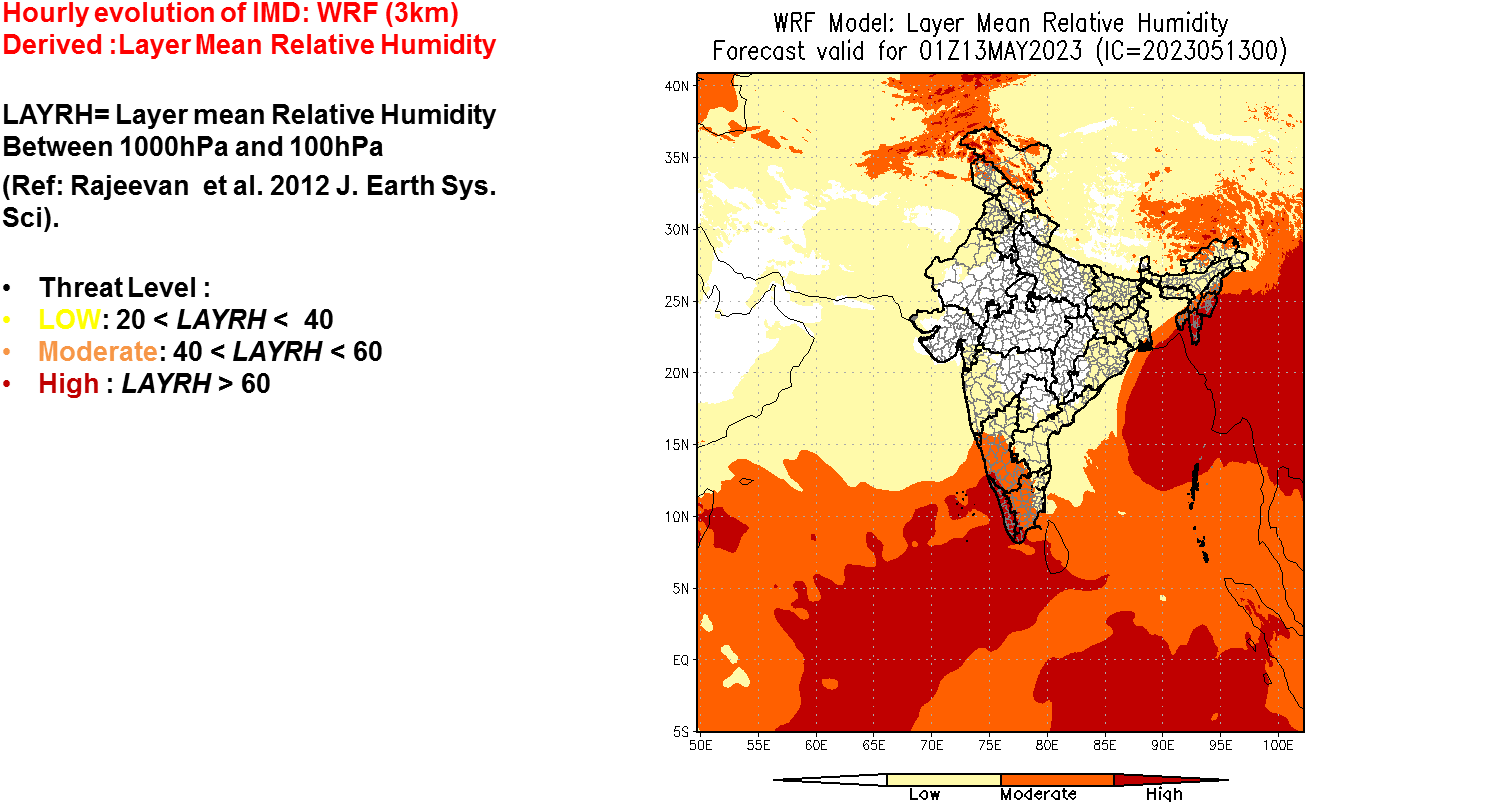 Hourly evolution of IMD: WRF (3km)
Derived :Layer Mean Relative Humidity
LAYRH= Layer mean Relative Humidity
Between 1000hPa and 100hPa
(Ref: Rajeevan et al. 2012 J. Earth Sys.
Sci).
• Threat Level :
• LOW: 20 < LAYRH < 40
• Moderate: 40 < LAYRH < 60
• High : LAYRH > 60
WRF Model: Layer Mean Relative Humidity
Forecast valid for 01Z13MAY2023 (IC=2023051300)
40N
35N
30N
25N
20N
15N
10N
5N
EQ
5S
50E 55E 60E 65E 70E 75E 80E 85E 90E 95E 100E
Low Moderate High